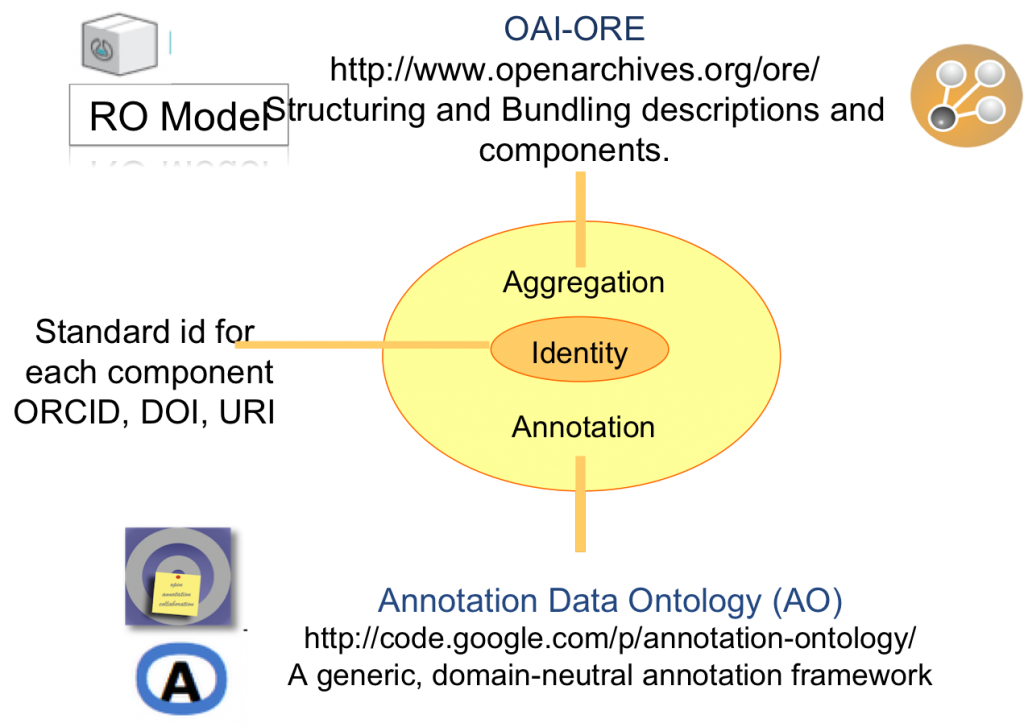 OAI-ORE
http://www.openarchives.org/ore/
RO Model
Structuring and Bundling descriptions and
components.
Aggregation
Standard id for
each component
ORCID, DOI, URI
Identity
Annotation
open
annotation
collaboration
A
Annotation Data Ontology (AO)
http://code.google.com/p/annotation-ontology/
A generic, domain-neutral annotation framework